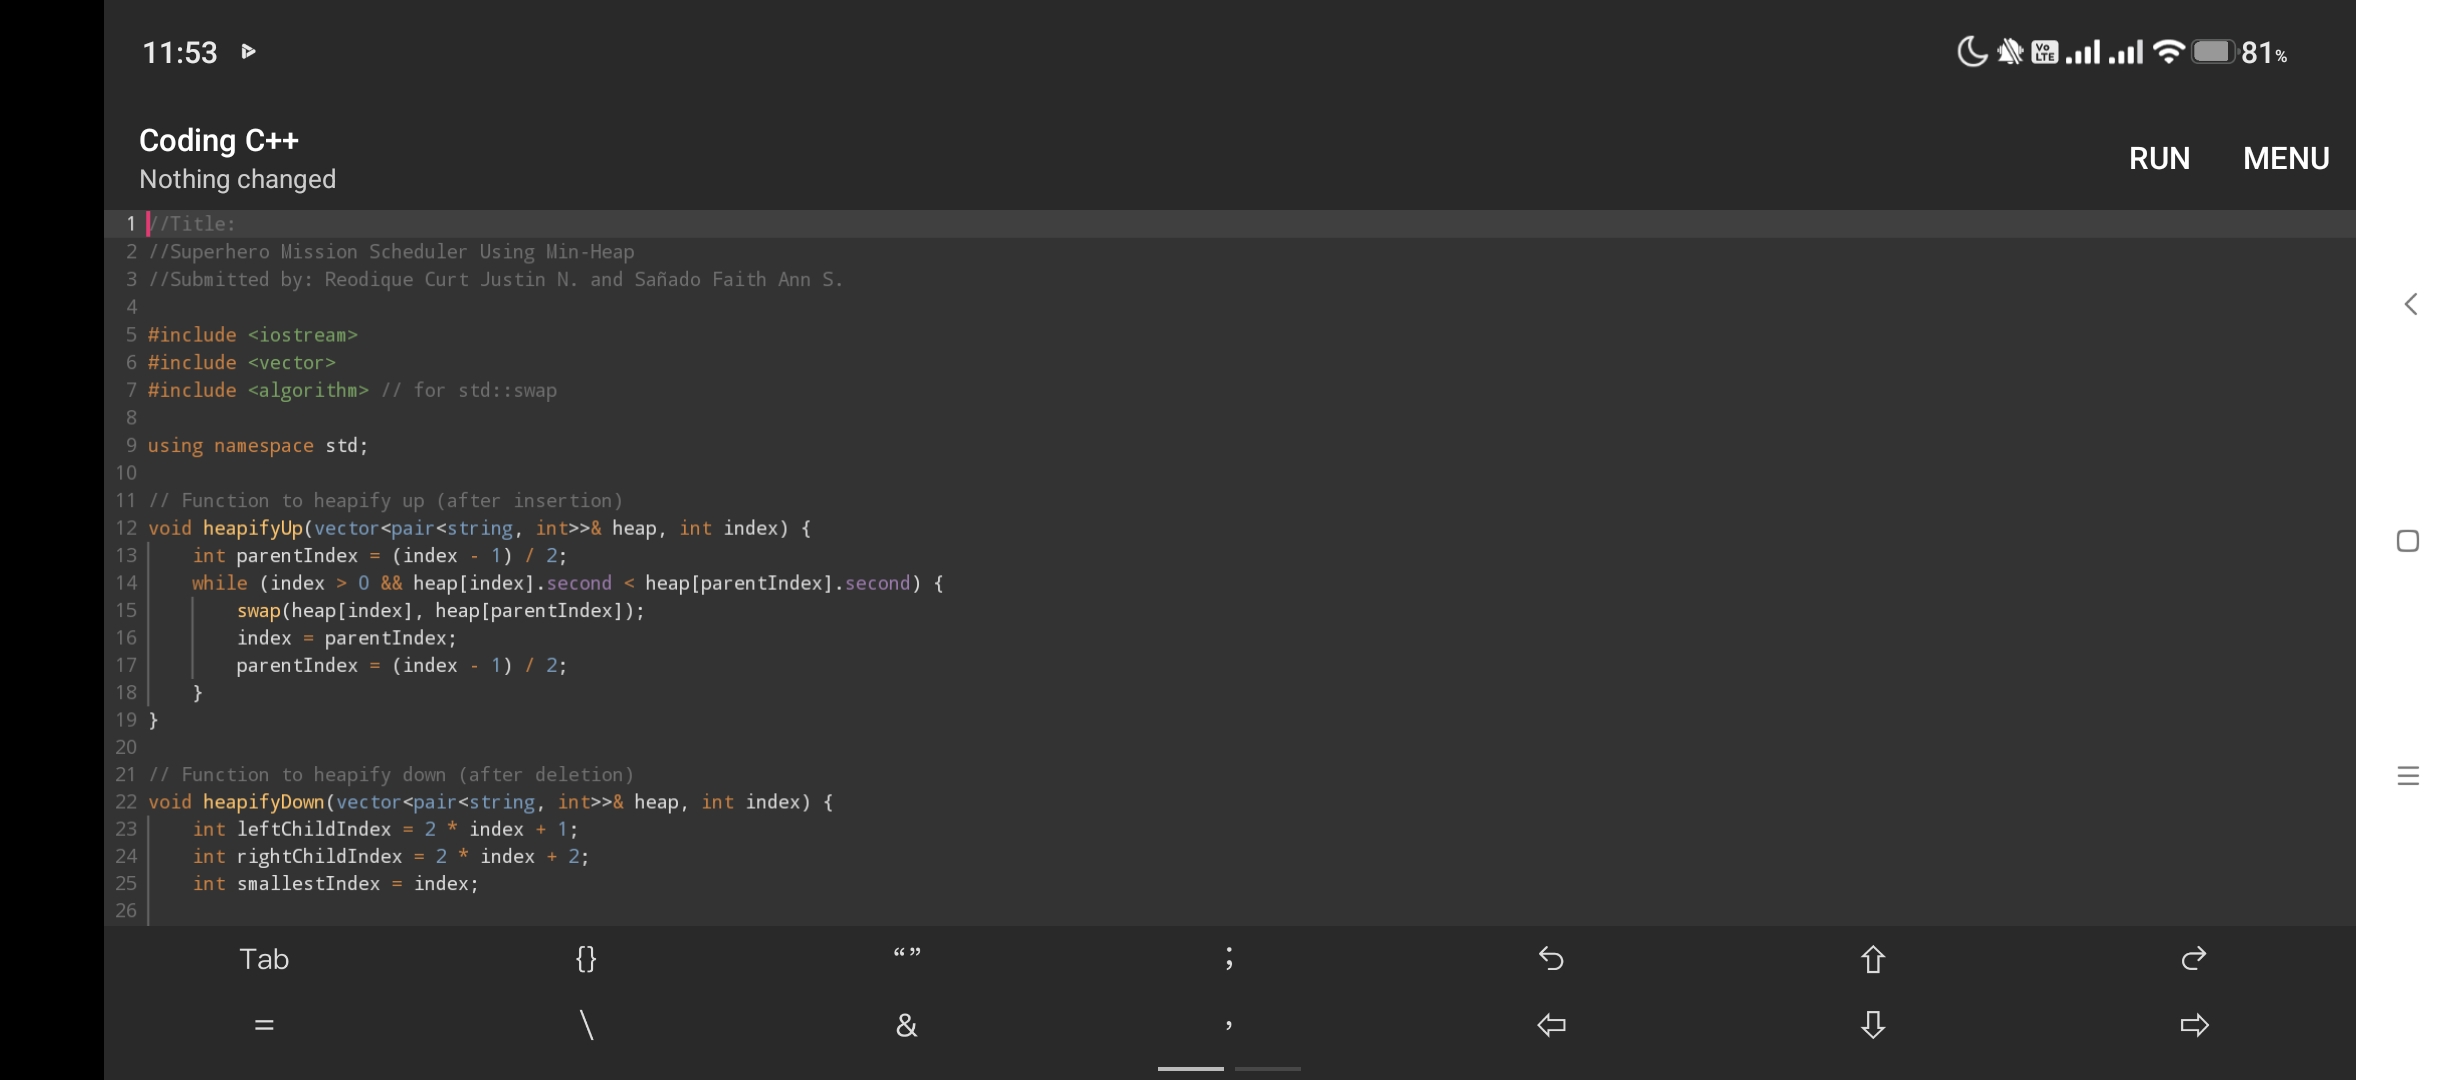 11:53
Vo LTE 81%
Coding C++
Nothing changed
RUN MENU
1 //Title:
2 //Superhero Mission Scheduler Using Min-Heap
3 //Submitted by: Reodique Curt Justin N. and Sañado Faith Ann S.
4
5 #include <iostream>
6 #include <vector>
7 #include <algorithm> // for std::swap
8
9 using namespace std;
10
11 // Function to heapify up (after insertion)
12 void heapifyUp(vector<pair<string, int>>& heap, int index) {
13     int parentIndex = (index - 1) / 2;
14     while (index > 0 && heap[index].second < heap[parentIndex].second) {
15         swap(heap[index], heap[parentIndex]);
16         index = parentIndex;
17         parentIndex = (index - 1) / 2;
18     }
19 }
20
21 // Function to heapify down (after deletion)
22 void heapifyDown(vector<pair<string, int>>& heap, int index) {
23     int leftChildIndex = 2 * index + 1;
24     int rightChildIndex = 2 * index + 2;
25     int smallestIndex = index;
26
Tab {} “ ” ;
= \ & ,